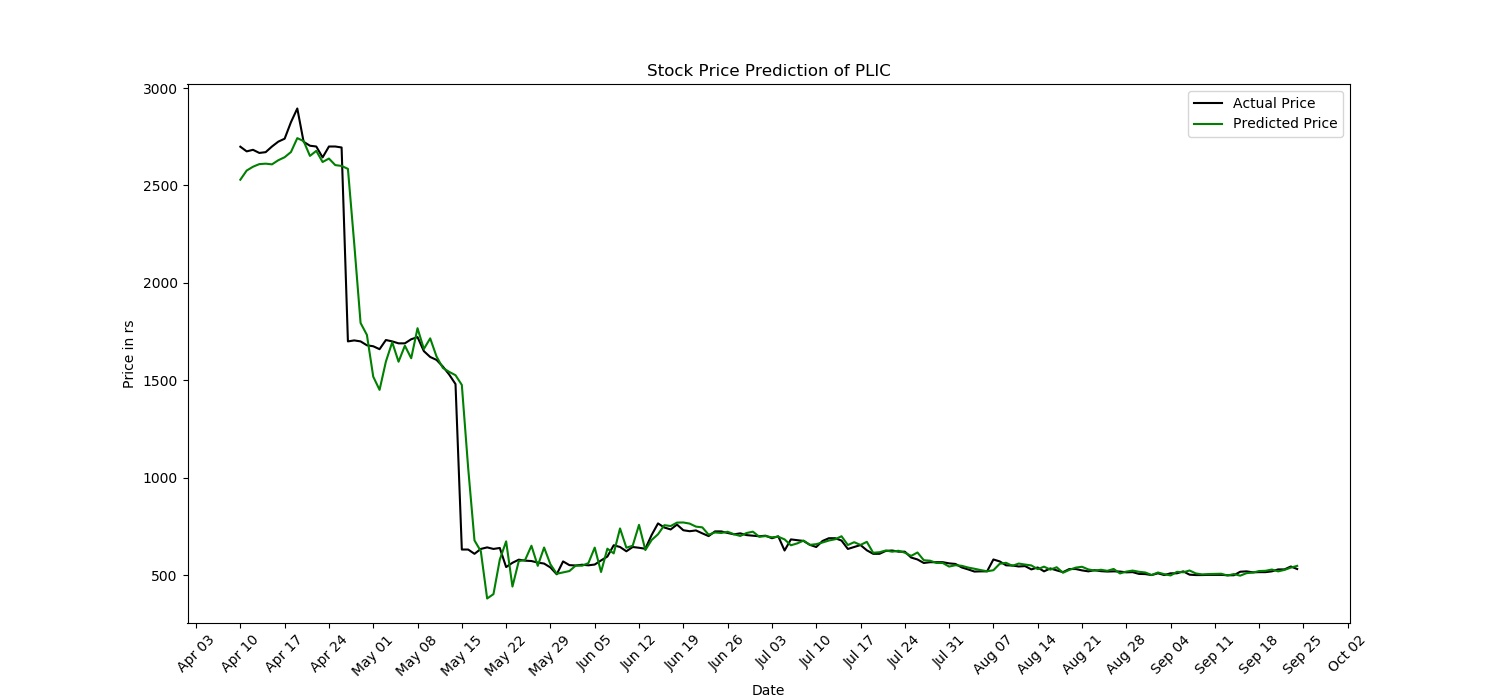 Stock Price Prediction of PLIC
Actual Price
Predicted Price
3000
2500
2000
1500
1000
500
Price in rs
Apr 03
Apr 10
Apr 17
Apr 24
May 01
May 08
May 15
May 22
May 29
Jun 05
Jun 12
Jun 19
Jun 26
Jul 03
Jul 10
Jul 17
Jul 24
Jul 31
Aug 07
Aug 14
Aug 21
Aug 28
Sep 04
Sep 11
Sep 18
Sep 25
Oct 02
Date